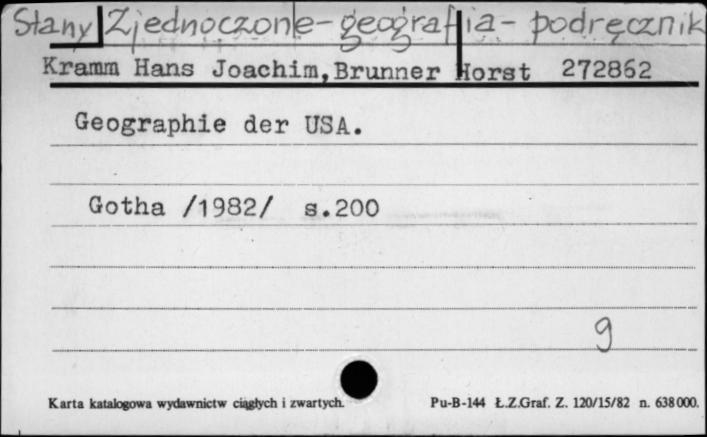 Stany Zjednoczone - geografia - podręcznik
Kramm Hans Joachim, Brunner Horst 272862
Geographie der USA.
Gotha /1982/ s.200
g
Karta katalogowa wydawnictw ciągłych i zwartych. Pu-B-144 Ł.Z.Graf. Z. 120/15/82 n. 638000.